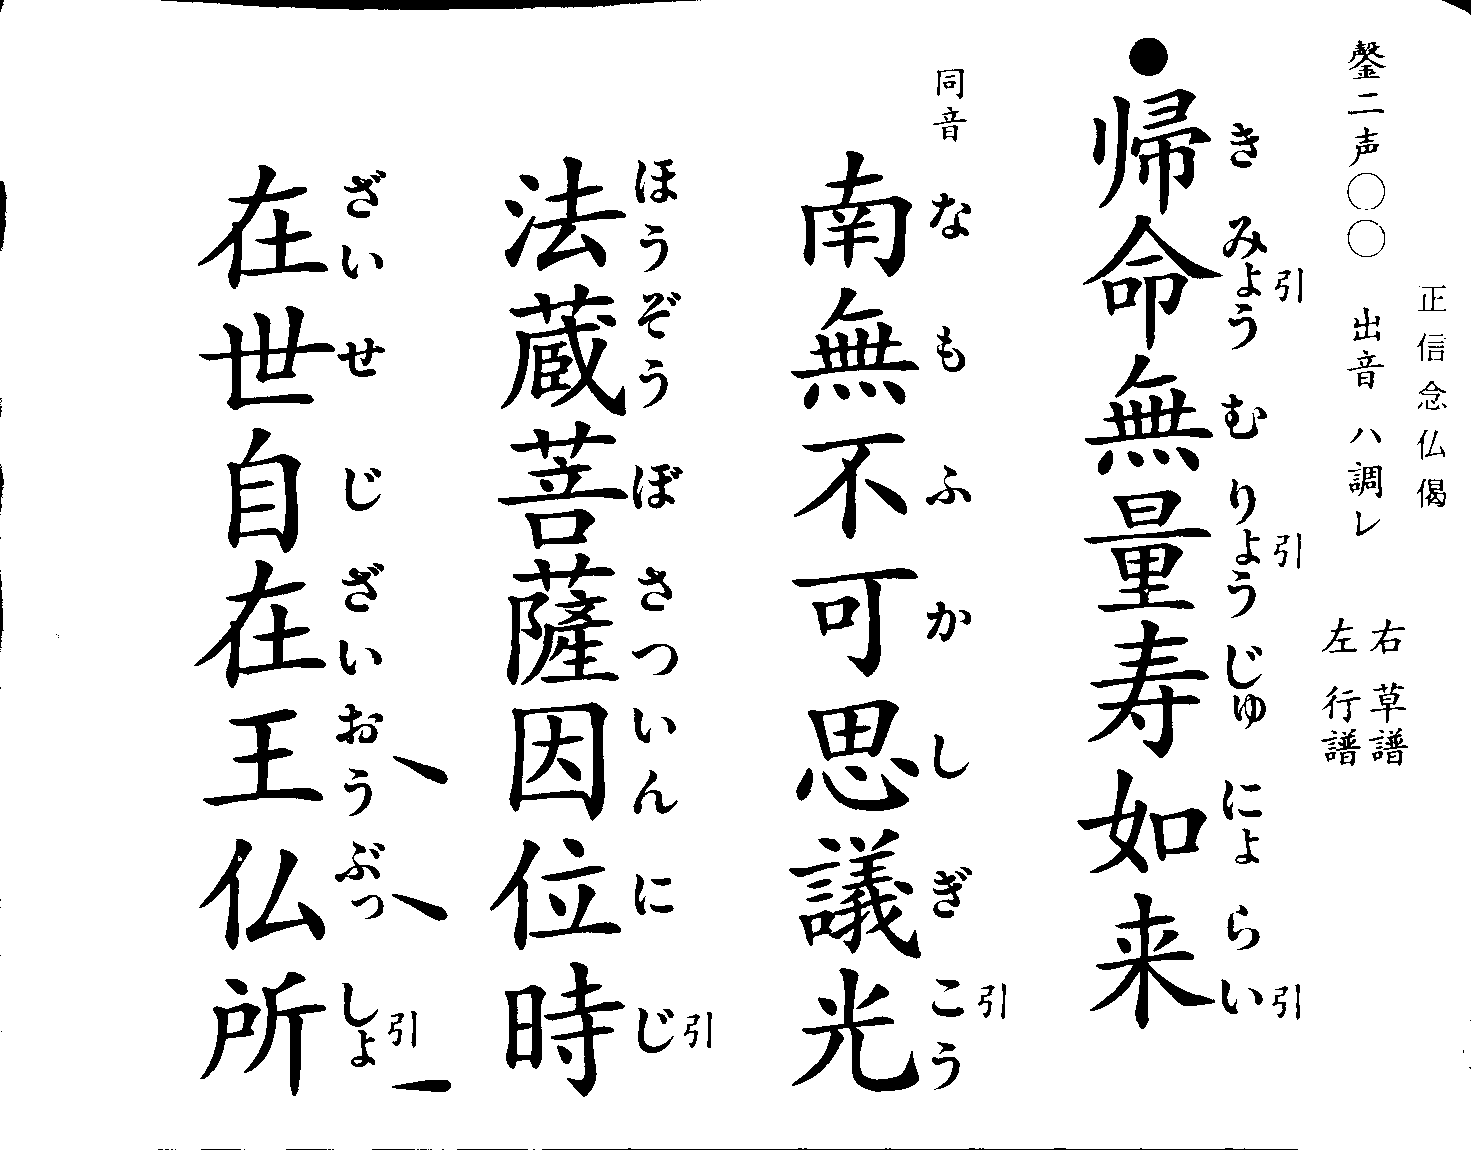 正信念仏偈
鏧二声〇〇 出音ハ調レ
右 草譜
左 行譜
●帰命無量寿如来
きみょうむりょうじゅにょらい
引 引 引
同音
南無不可思議光
なもふかしぎこう
引
法蔵菩薩因位時
ほうぞうぼさついんにじ
引
在世自在王仏所
ざいせじざいおうぶっしょ
引